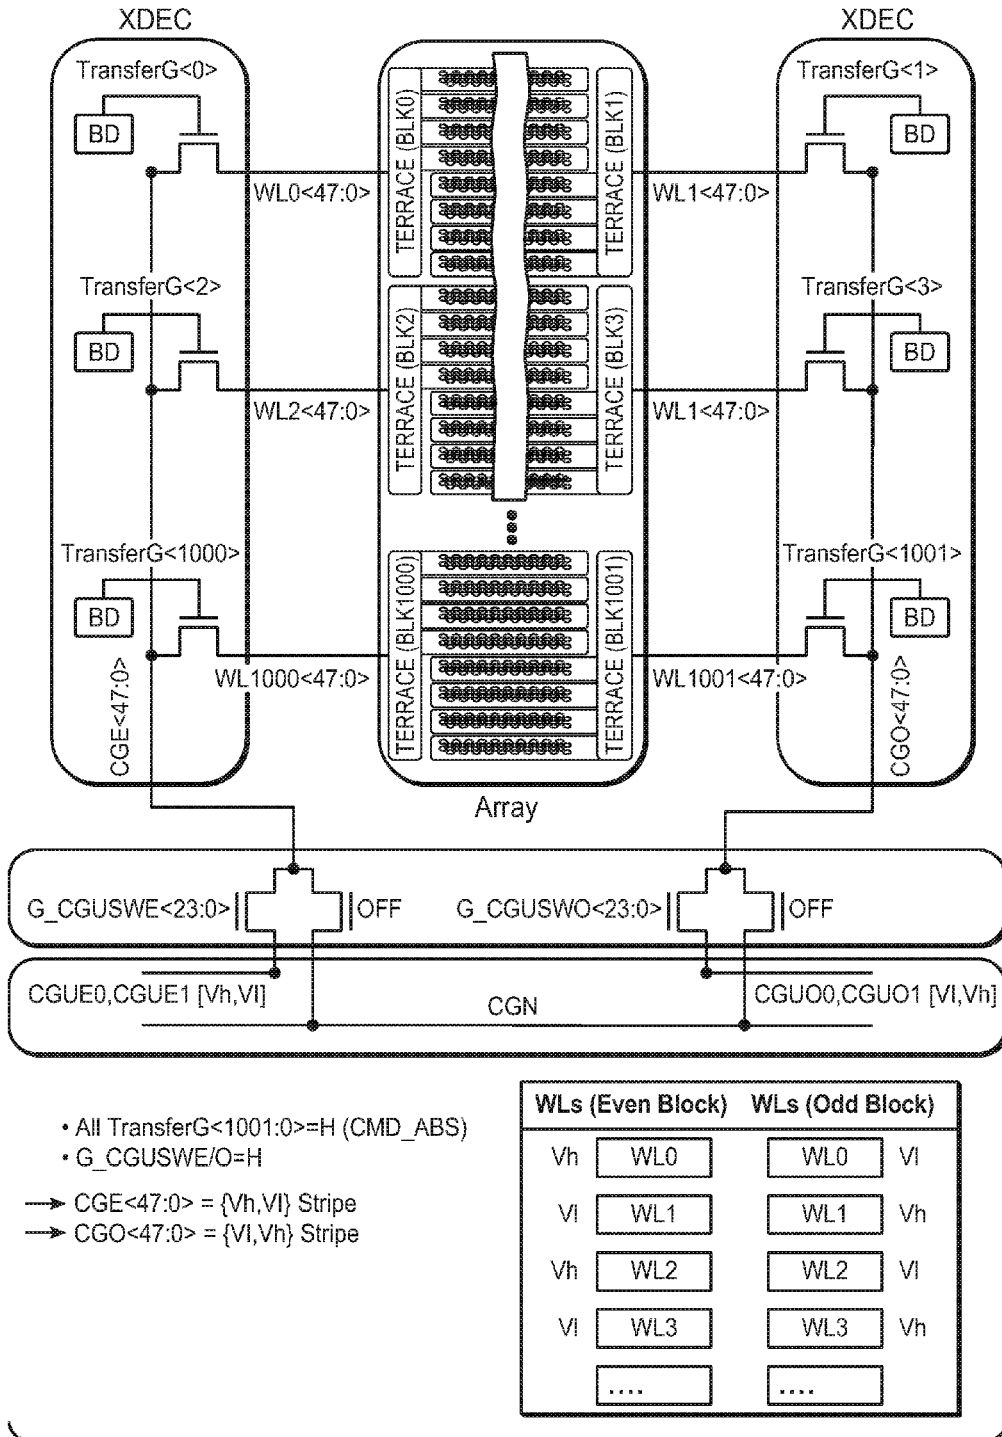 XDEC
XDEC
TransferG<0>
TransferG<1>
BD
BD
TERRACE (BLK0)
TERRACE (BLK1)
WL0<47:0>
WL1<47:0>
TransferG<2>
TransferG<3>
BD
BD
TERRACE (BLK2)
TERRACE (BLK3)
WL2<47:0>
WL1<47:0>
TransferG<1000>
TransferG<1001>
BD
BD
TERRACE (BLK1000)
TERRACE (BLK1001)
WL1000<47:0>
WL1001<47:0>
CGE<47:0>
CGO<47:0>
Array
G_CGUSWE<23:0>
OFF
G_CGUSWO<23:0>
OFF
CGUE0,CGUE1 [Vh,Vl]
CGN
CGUO0,CGUO1 [Vl,Vh]
• All TransferG<1001:0>=H (CMD_ABS)
• G_CGUSWE/O=H
→ CGE<47:0> = {Vh,Vl} Stripe
→ CGO<47:0> = {Vl,Vh} Stripe
WLs (Even Block) WLs (Odd Block)
Vh WL0 WL0 Vl
Vl WL1 WL1 Vh
Vh WL2 WL2 Vl
Vl WL3 WL3 Vh
.... ....